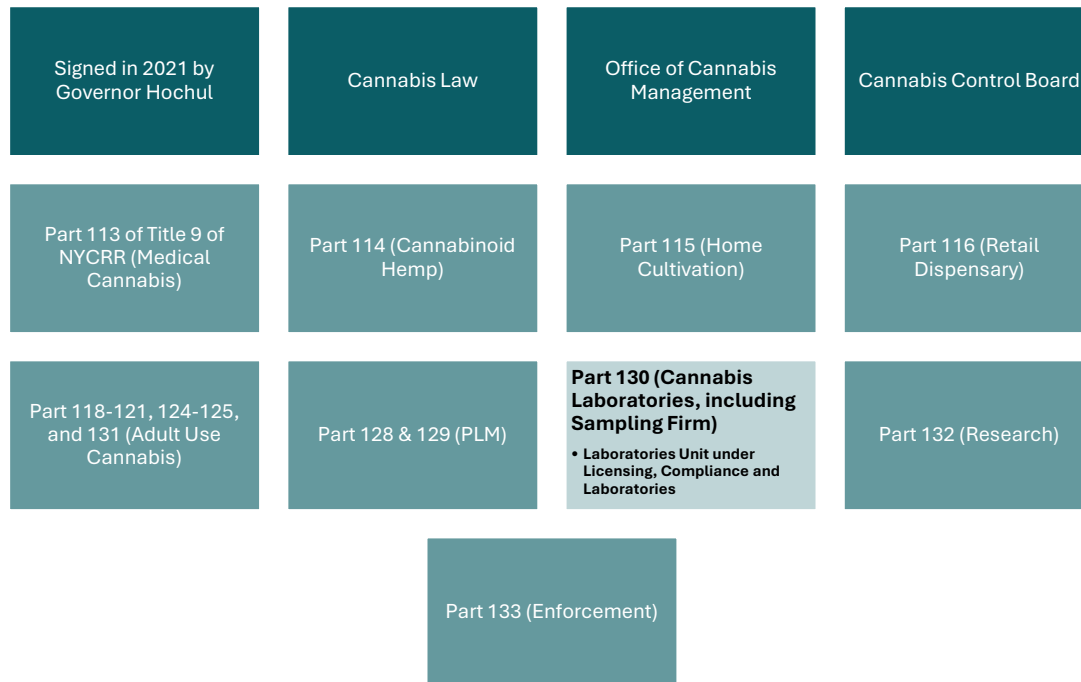 Signed in 2021 by
Governor Hochul
Cannabis Law
Office of Cannabis
Management
Cannabis Control Board
Part 113 of Title 9 of
NYCRR (Medical
Cannabis)
Part 114 (Cannabinoid
Hemp)
Part 115 (Home
Cultivation)
Part 116 (Retail
Dispensary)
Part 118-121, 124-125,
and 131 (Adult Use
Cannabis)
Part 128 & 129 (PLM)
Part 130 (Cannabis
Laboratories, including
Sampling Firm)
• Laboratories Unit under
Licensing, Compliance and
Laboratories
Part 132 (Research)
Part 133 (Enforcement)